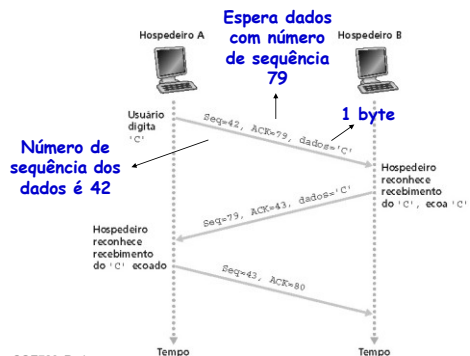 Espera dados
com número
de sequência
79
Hospedeiro A
Hospedeiro B
1 byte
Usuário
digita
'C'
Seq=42, ACK=79, dados='C'
Número de
sequência dos
dados é 42
Hospedeiro
reconhece
recebimento
do 'C', ecoa 'C'
Seq=79, ACK=43, dados='C'
Hospedeiro
reconhece
recebimento
do 'C' ecoado
Seq=43, ACK=80
Tempo
Tempo